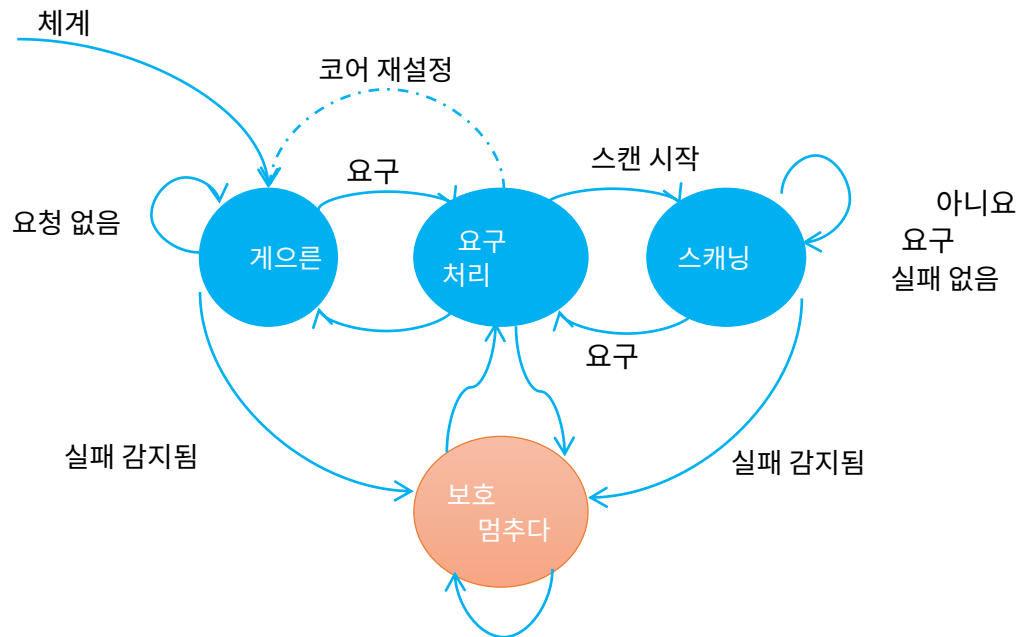 체계
코어 재설정
요구
스캔 시작
요청 없음
아니요
요구
실패 없음
게으른
요구
처리
스캐닝
요구
실패 감지됨
실패 감지됨
보호
멈추다